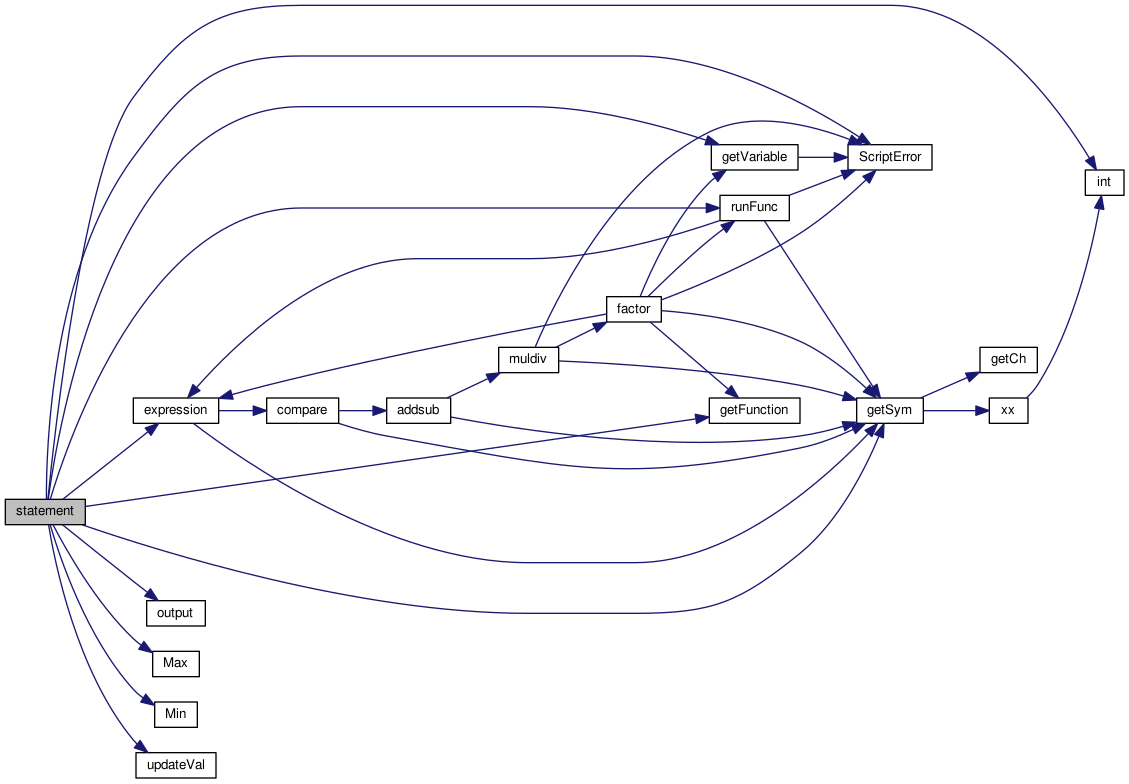 getVariable
ScriptError
int
runFunc
factor
muldiv
getCh
expression
compare
addsub
getFunction
getSym
xx
statement
output
Max
Min
updateVal